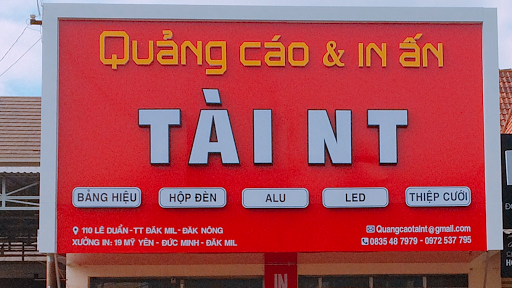 Quảng cáo & in ấn
TÀI NT
BẢNG HIỆU HỘP ĐÈN ALU LED THIỆP CƯỚI
110 LÊ DUẨN - TT ĐĂK MIL - ĐĂK NÔNG
XƯỞNG IN: 19 MỸ YÊN - ĐỨC MINH - ĐĂK MIL
Quangcaotaint@gmail.com
0835 48 7979 - 0972 537 795
IN